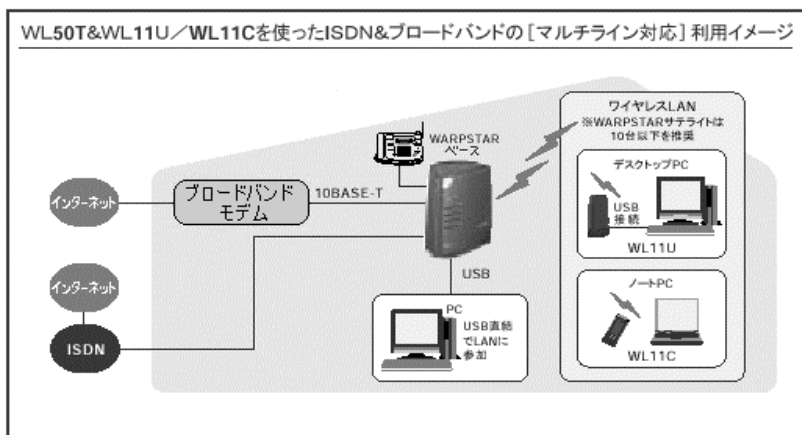 WL50T&WL11U／WL11Cを使ったISDN&ブロードバンドの［マルチライン対応］利用イメージ
ワイヤレスLAN
※WARPSTARサテライトは
10台以下を推奨
WARPSTAR
ベース
デスクトップPC
USB
接続
WL11U
インターネット
ブロードバンド
モデム
10BASE-T
USB
インターネット
ISDN
PC
USB直結
でLANに
参加
ノートPC
WL11C